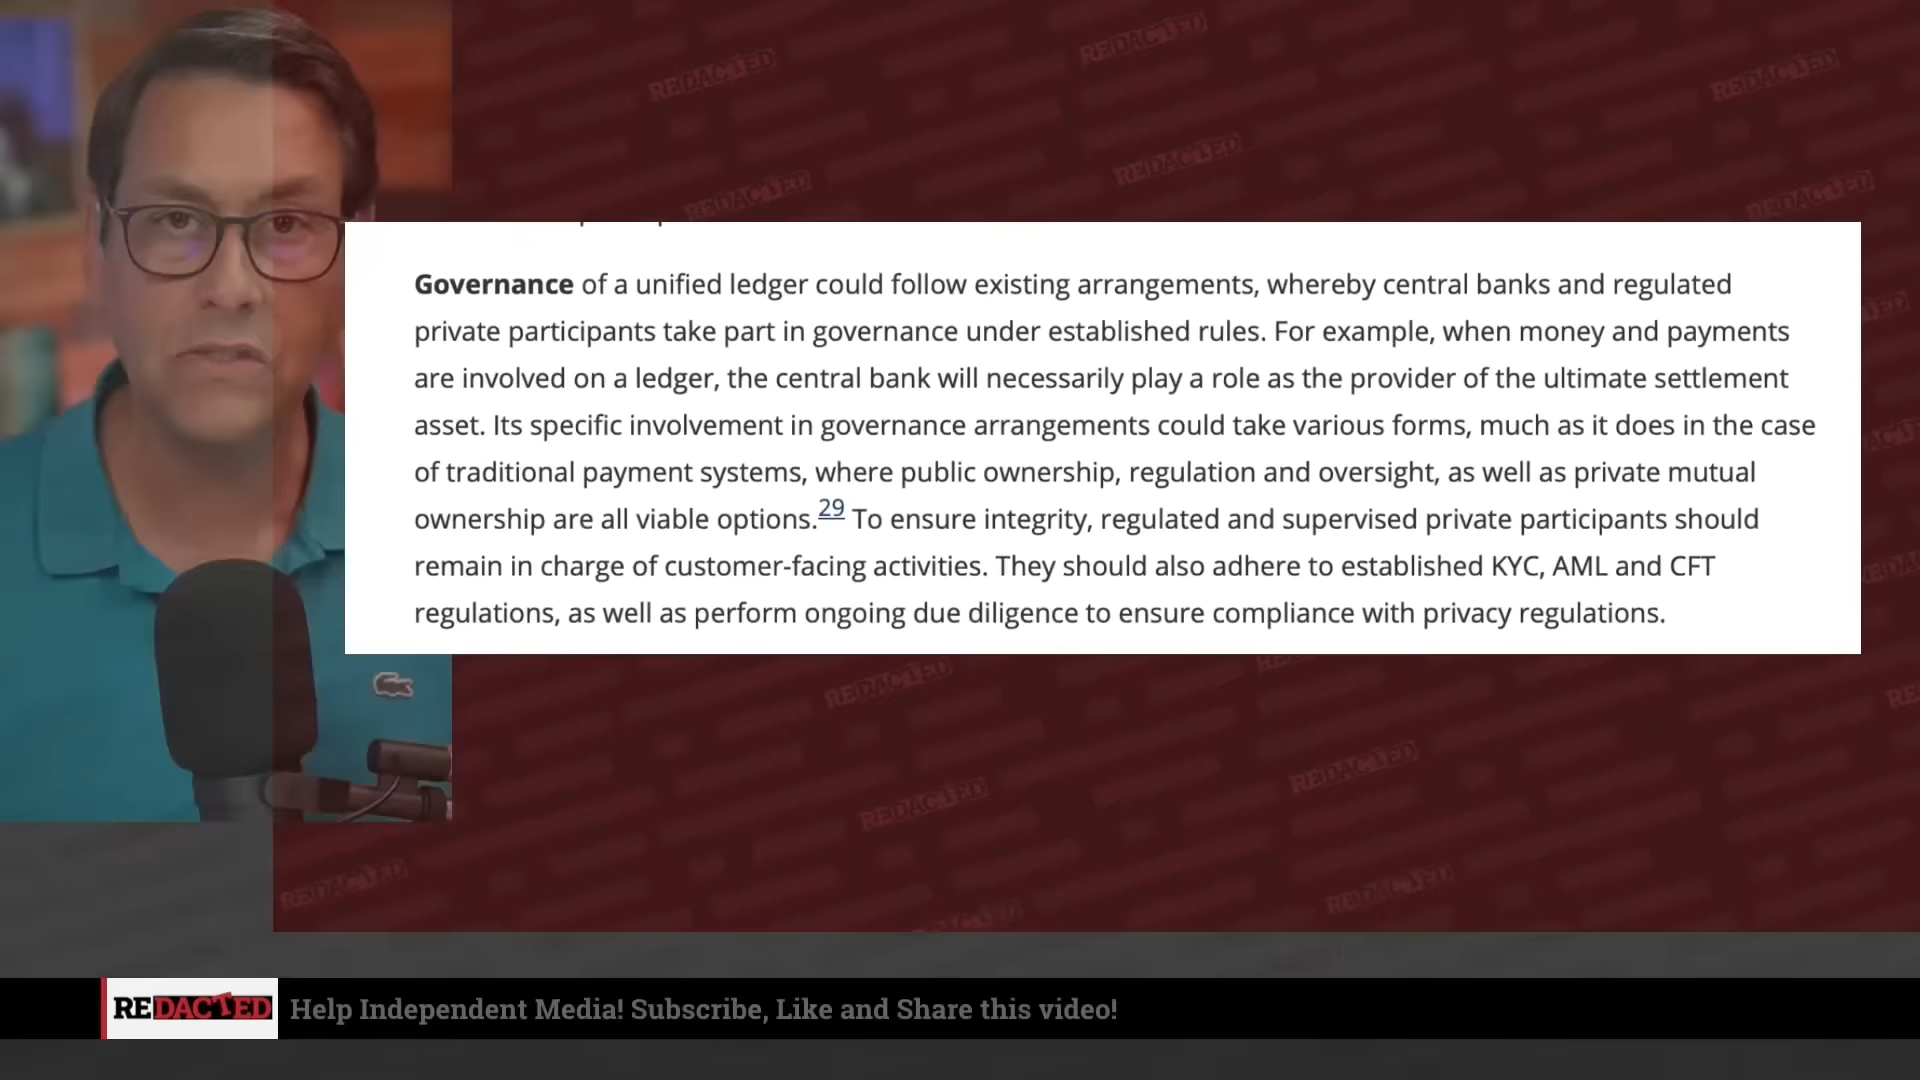 Governance of a unified ledger could follow existing arrangements, whereby central banks and regulated
private participants take part in governance under established rules. For example, when money and payments
are involved on a ledger, the central bank will necessarily play a role as the provider of the ultimate settlement
asset. Its specific involvement in governance arrangements could take various forms, much as it does in the case
of traditional payment systems, where public ownership, regulation and oversight, as well as private mutual
ownership are all viable options.29 To ensure integrity, regulated and supervised private participants should
remain in charge of customer-facing activities. They should also adhere to established KYC, AML and CFT
regulations, as well as perform ongoing due diligence to ensure compliance with privacy regulations.
REDACTED Help Independent Media! Subscribe, Like and Share this video!